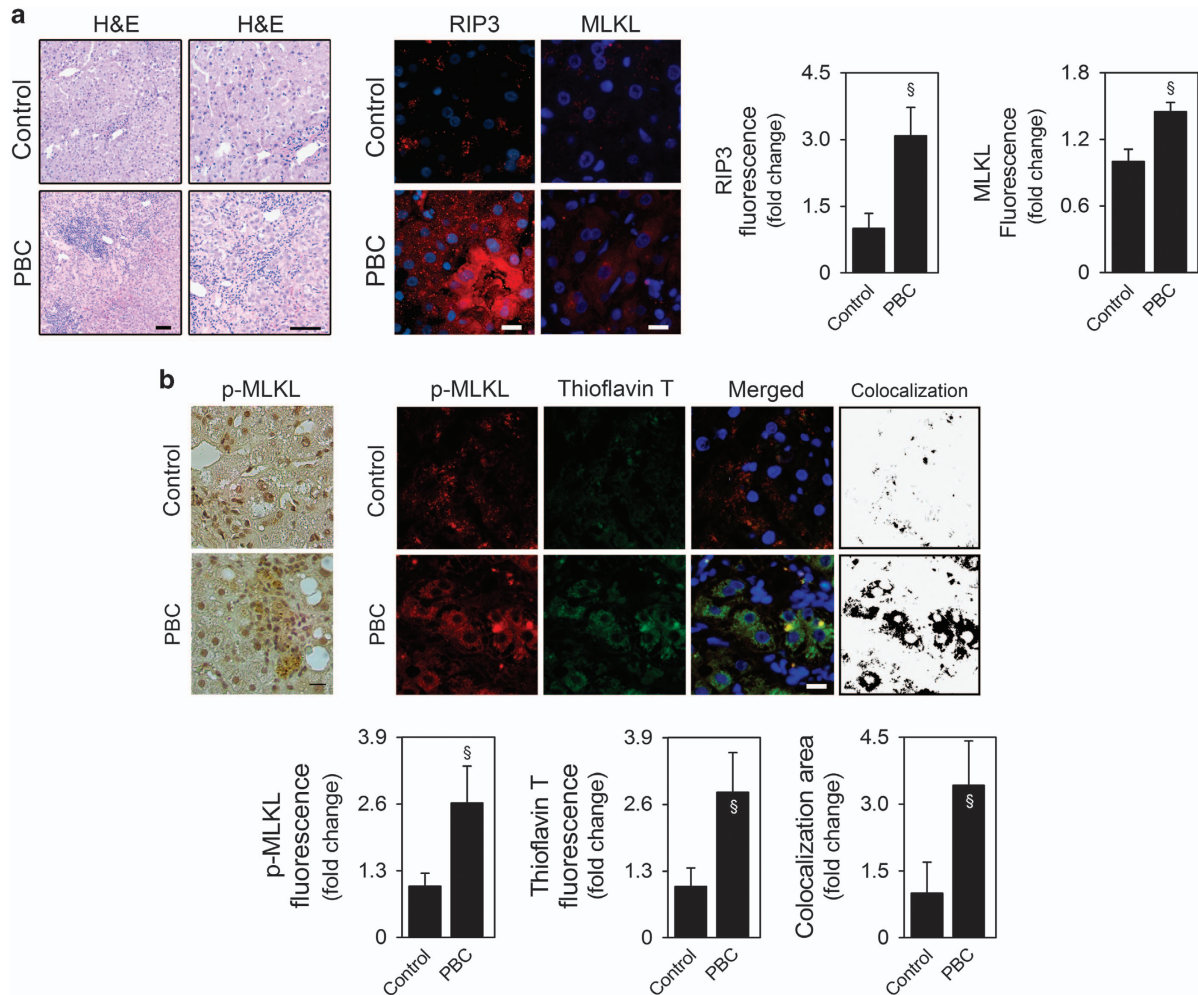 a
H&E
H&E
RIP3
MLKL
Control
PBC
Control
PBC
RIP3
fluorescence
(fold change)
4.5
3.0
1.5
0
§
Control
PBC
MLKL
Fluorescence
(fold change)
1.8
1.2
0.6
0
§
Control
PBC
b
p-MLKL
p-MLKL
Thioflavin T
Merged
Colocalization
Control
PBC
Control
PBC
p-MLKL
fluorescence
(fold change)
3.9
2.6
1.3
0
§
Control
PBC
Thioflavin T
fluorescence
(fold change)
3.9
2.6
1.3
0
§
Control
PBC
Colocalization area
(fold change)
4.5
3.0
1.5
0
§
Control
PBC